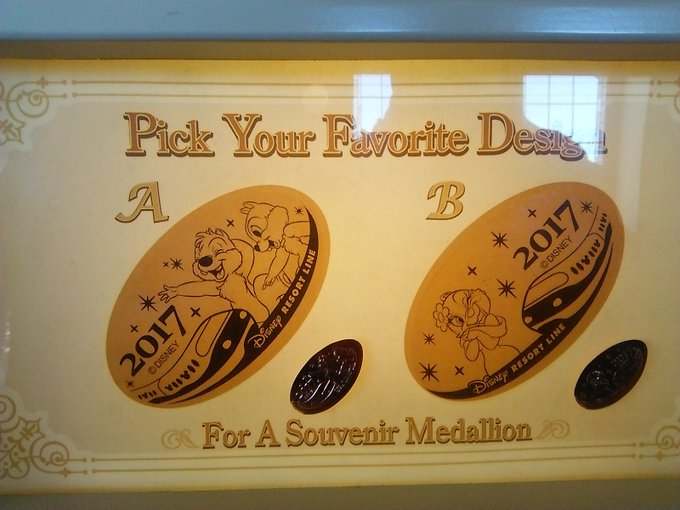 Pick Your Favorite Design
A
B
2017
©DISNEY
DISNEY RESORT LINE
2017
©DISNEY
DISNEY RESORT LINE
For A Souvenir Medallion